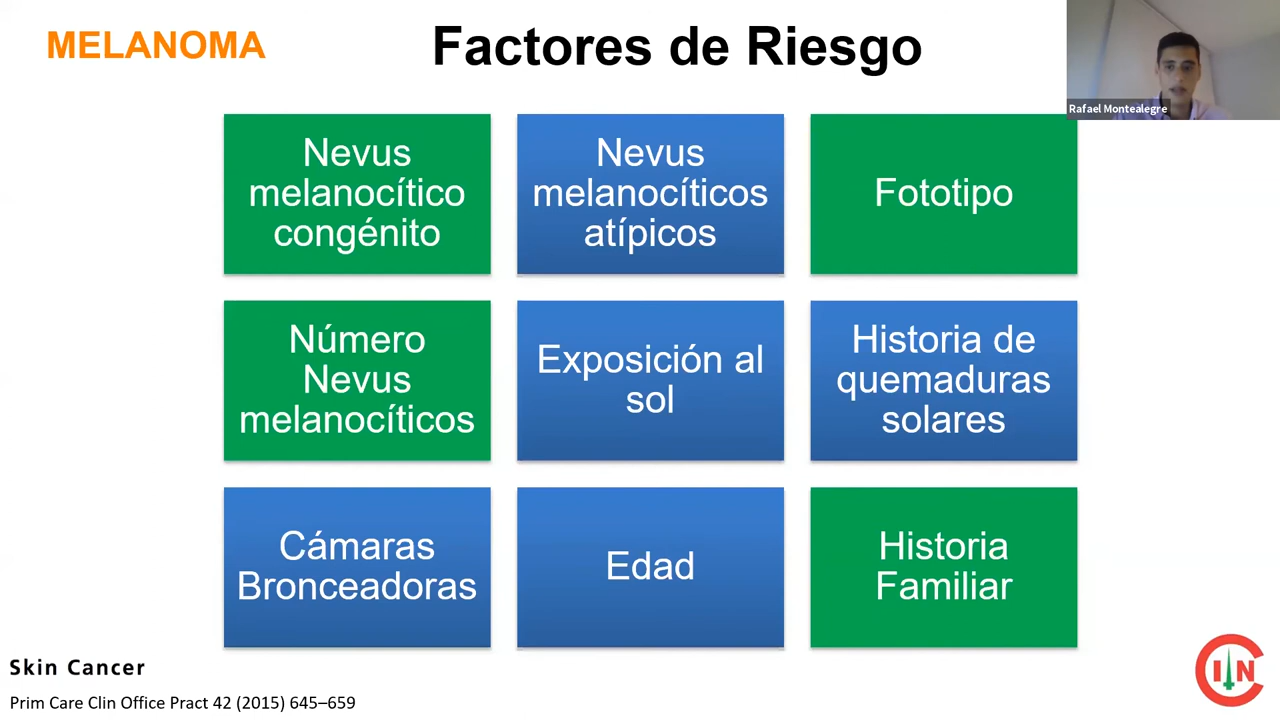 MELANOMA
Factores de Riesgo
Rafael Montealegre
Nevus
melanocítico
congénito
Nevus
melanocíticos
atípicos
Fototipo
Número
Nevus
melanocíticos
Exposición al
sol
Historia de
quemaduras
solares
Cámaras
Bronceadoras
Edad
Historia
Familiar
Skin Cancer
Prim Care Clin Office Pract 42 (2015) 645–659
CIN